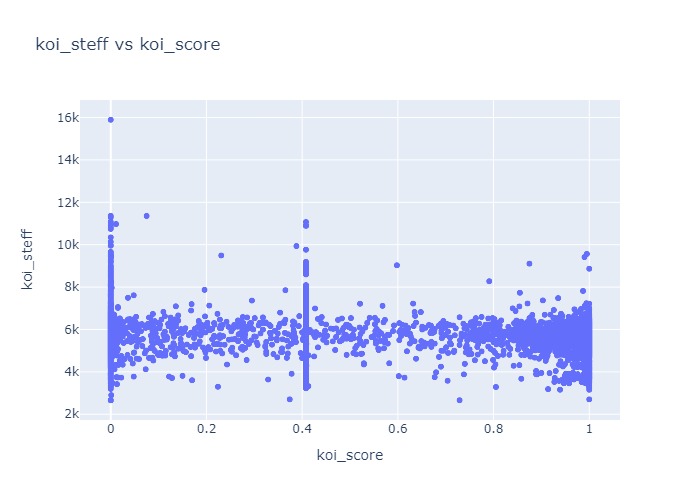 koi_steff vs koi_score
16k
14k
12k
10k
8k
6k
4k
2k
koi_steff
0 0.2 0.4 0.6 0.8 1
koi_score